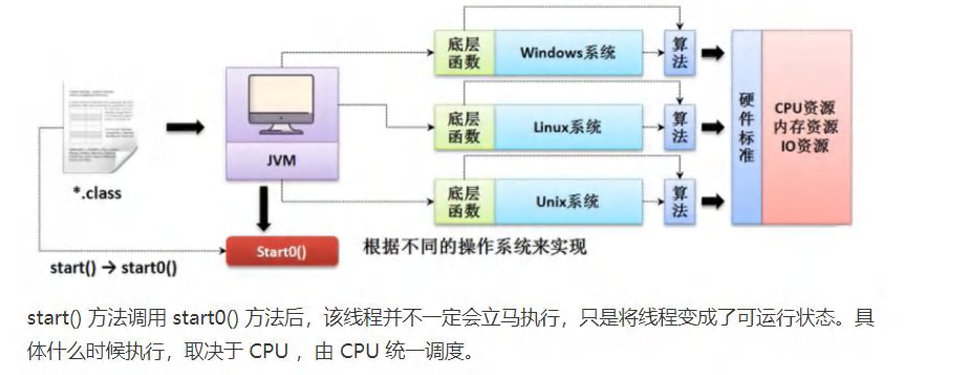 底层
函数
Windows系统
算
法
*.class
JVM
底层
函数
Linux系统
算
法
硬
件
标
准
CPU资源
内存资源
IO资源
底层
函数
Unix系统
算
法
Start0()
根据不同的操作系统来实现
start() → start0()
start() 方法调用 start0() 方法后，该线程并不一定会立马执行，只是将线程变成了可运行状态。具
体什么时候执行，取决于 CPU ，由 CPU 统一调度。